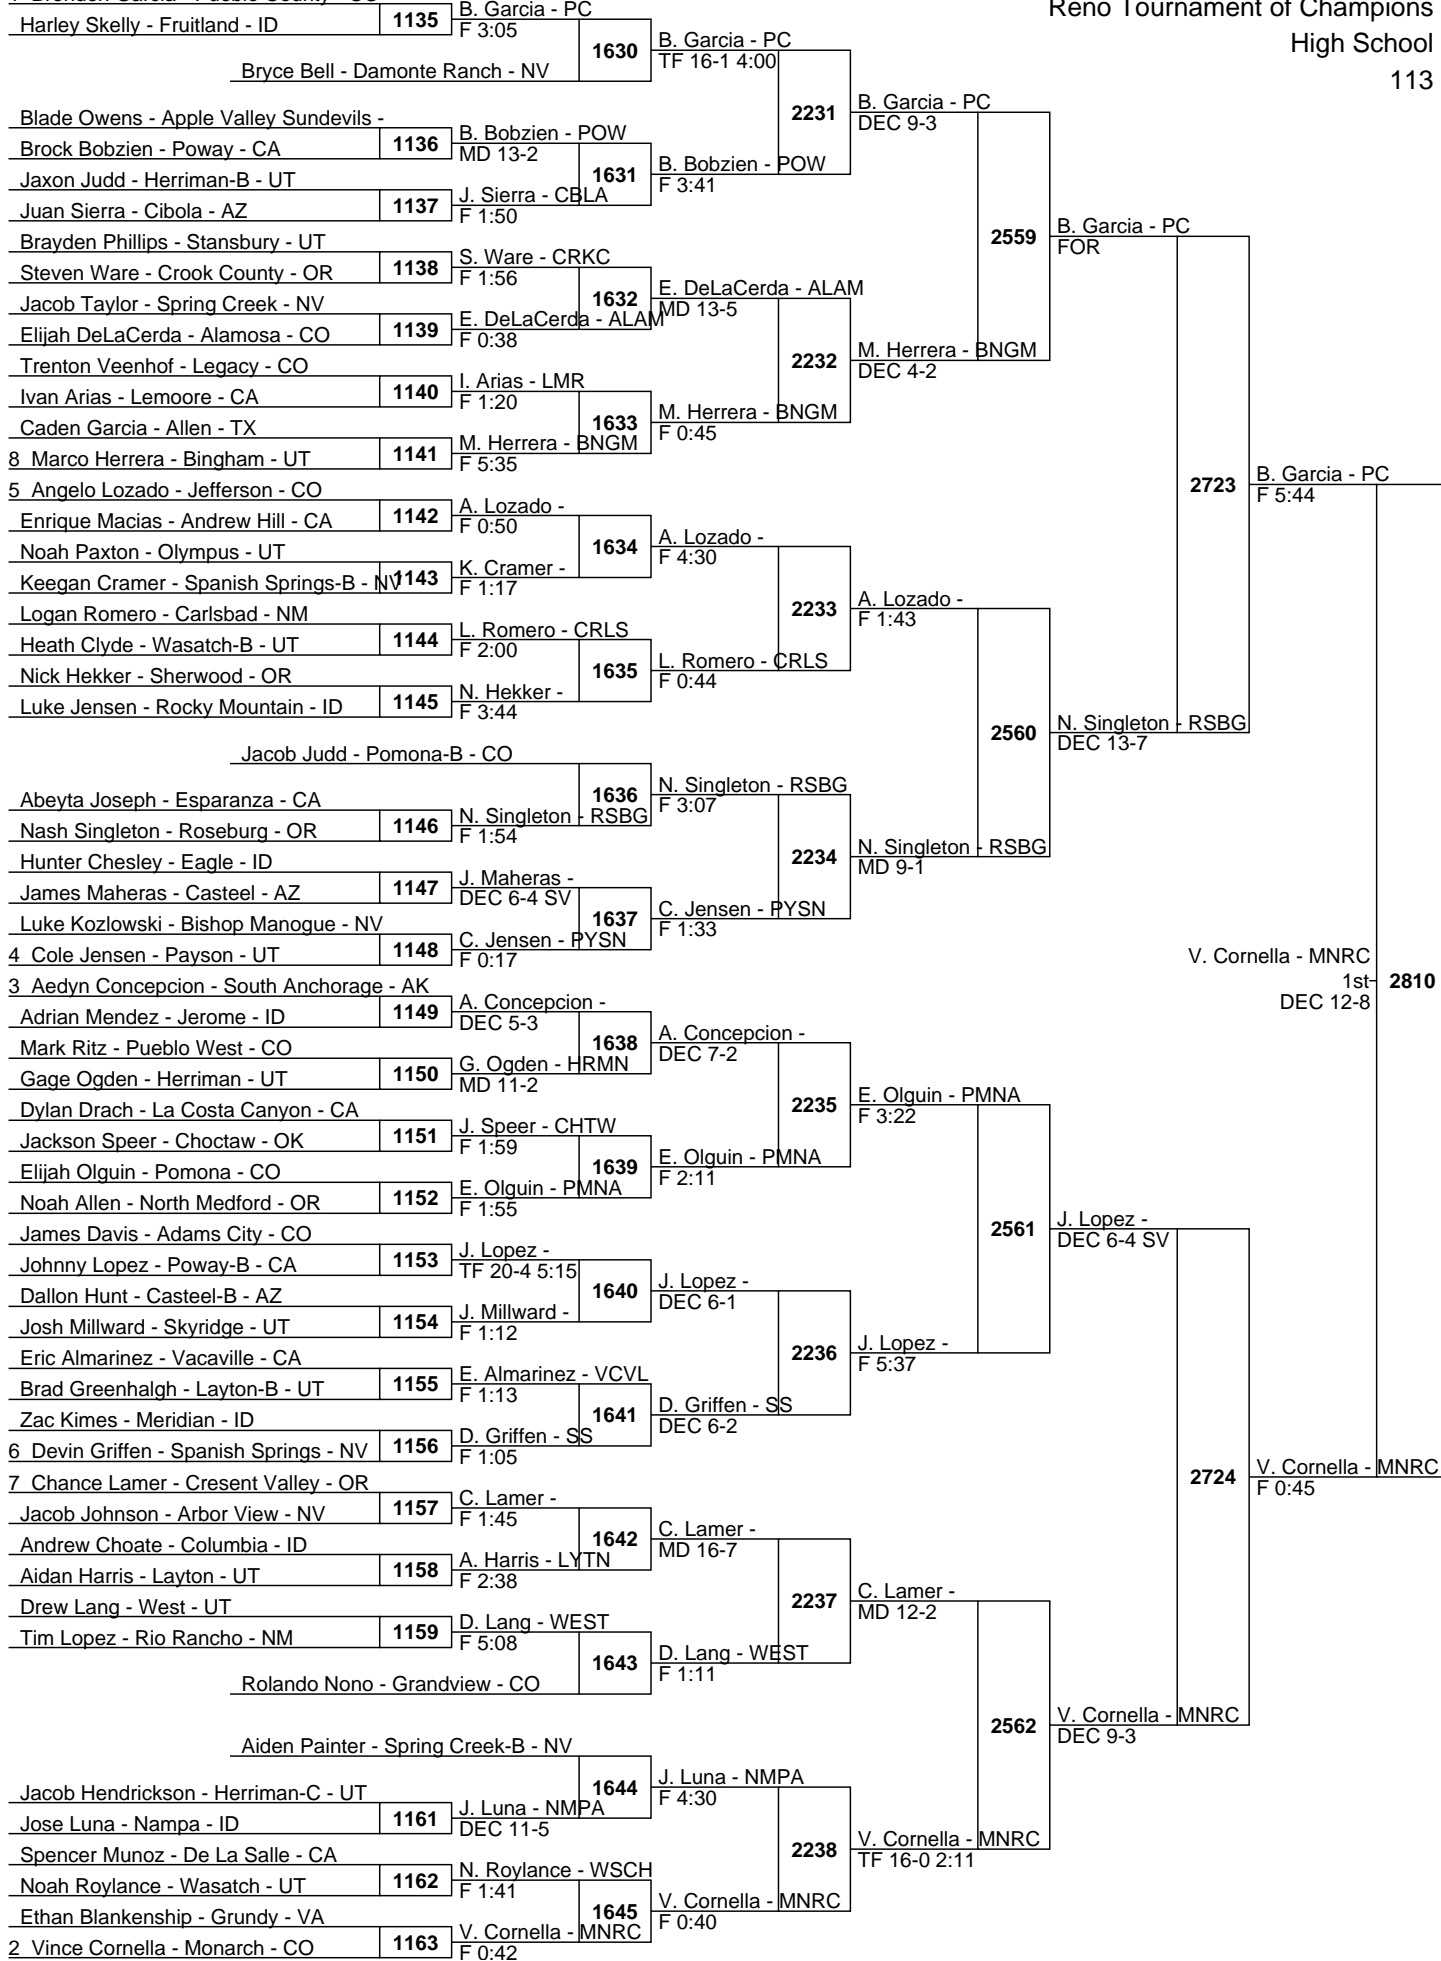 Reno Tournament of Champions
High School
113
Harley Skelly - Fruitland - ID
1135
B. Garcia - PC
F 3:05
Bryce Bell - Damonte Ranch - NV
1630
B. Garcia - PC
TF 16-1 4:00
Blade Owens - Apple Valley Sundevils -
Brock Bobzien - Poway - CA
1136
B. Bobzien - POW
MD 13-2
Jaxon Judd - Herriman-B - UT
Juan Sierra - Cibola - AZ
1137
J. Sierra - CBLA
F 1:50
1631
B. Bobzien - POW
F 3:41
2231
B. Garcia - PC
DEC 9-3
Brayden Phillips - Stansbury - UT
Steven Ware - Crook County - OR
1138
S. Ware - CRKC
F 1:56
Jacob Taylor - Spring Creek - NV
Elijah DeLaCerda - Alamosa - CO
1139
E. DeLaCerda - ALAM
F 0:38
1632
E. DeLaCerda - ALAM
MD 13-5
Trenton Veenhof - Legacy - CO
Ivan Arias - Lemoore - CA
1140
I. Arias - LMR
F 1:20
Caden Garcia - Allen - TX
8 Marco Herrera - Bingham - UT
1141
M. Herrera - BNGM
F 5:35
1633
M. Herrera - BNGM
F 0:45
2232
M. Herrera - BNGM
DEC 4-2
2559
B. Garcia - PC
FOR
5 Angelo Lozado - Jefferson - CO
Enrique Macias - Andrew Hill - CA
1142
A. Lozado -
F 0:50
Noah Paxton - Olympus - UT
Keegan Cramer - Spanish Springs-B - NV
1143
K. Cramer -
F 1:17
1634
A. Lozado -
F 4:30
Logan Romero - Carlsbad - NM
Heath Clyde - Wasatch-B - UT
1144
L. Romero - CRLS
F 2:00
Nick Hekker - Sherwood - OR
Luke Jensen - Rocky Mountain - ID
1145
N. Hekker -
F 3:44
1635
L. Romero - CRLS
F 0:44
2233
A. Lozado -
F 1:43
Jacob Judd - Pomona-B - CO
Abeyta Joseph - Esparanza - CA
Nash Singleton - Roseburg - OR
1146
N. Singleton - RSBG
F 1:54
1636
N. Singleton - RSBG
F 3:07
Hunter Chesley - Eagle - ID
James Maheras - Casteel - AZ
1147
J. Maheras -
DEC 6-4 SV
Luke Kozlowski - Bishop Manogue - NV
4 Cole Jensen - Payson - UT
1148
C. Jensen - PYSN
F 0:17
1637
C. Jensen - PYSN
F 1:33
2234
N. Singleton - RSBG
MD 9-1
2560
N. Singleton - RSBG
DEC 13-7
2723
B. Garcia - PC
F 5:44
3 Aedyn Concepcion - South Anchorage - AK
Adrian Mendez - Jerome - ID
1149
A. Concepcion -
DEC 5-3
Mark Ritz - Pueblo West - CO
Gage Ogden - Herriman - UT
1150
G. Ogden - HRMN
MD 11-2
1638
A. Concepcion -
DEC 7-2
Dylan Drach - La Costa Canyon - CA
Jackson Speer - Choctaw - OK
1151
J. Speer - CHTW
F 1:59
Elijah Olguin - Pomona - CO
Noah Allen - North Medford - OR
1152
E. Olguin - PMNA
F 1:55
1639
E. Olguin - PMNA
F 2:11
2235
E. Olguin - PMNA
F 3:22
James Davis - Adams City - CO
Johnny Lopez - Poway-B - CA
1153
J. Lopez -
TF 20-4 5:15
Dallon Hunt - Casteel-B - AZ
Josh Millward - Skyridge - UT
1154
J. Millward -
F 1:12
1640
J. Lopez -
DEC 6-1
Eric Almarinez - Vacaville - CA
Brad Greenhalgh - Layton-B - UT
1155
E. Almarinez - VCVL
F 1:13
Zac Kimes - Meridian - ID
6 Devin Griffen - Spanish Springs - NV
1156
D. Griffen - SS
F 1:05
1641
D. Griffen - SS
DEC 6-2
2236
J. Lopez -
F 5:37
2561
J. Lopez -
DEC 6-4 SV
7 Chance Lamer - Cresent Valley - OR
Jacob Johnson - Arbor View - NV
1157
C. Lamer -
F 1:45
Andrew Choate - Columbia - ID
Aidan Harris - Layton - UT
1158
A. Harris - LYTN
F 2:38
1642
C. Lamer -
MD 16-7
Drew Lang - West - UT
Tim Lopez - Rio Rancho - NM
1159
D. Lang - WEST
F 5:08
Rolando Nono - Grandview - CO
1643
D. Lang - WEST
F 1:11
2237
C. Lamer -
MD 12-2
Aiden Painter - Spring Creek-B - NV
Jacob Hendrickson - Herriman-C - UT
Jose Luna - Nampa - ID
1161
J. Luna - NMPA
DEC 11-5
1644
J. Luna - NMPA
F 4:30
Spencer Munoz - De La Salle - CA
Noah Roylance - Wasatch - UT
1162
N. Roylance - WSCH
F 1:41
Ethan Blankenship - Grundy - VA
2 Vince Cornella - Monarch - CO
1163
V. Cornella - MNRC
F 0:42
1645
V. Cornella - MNRC
F 0:40
2238
V. Cornella - MNRC
TF 16-0 2:11
2562
V. Cornella - MNRC
DEC 9-3
2724
V. Cornella - MNRC
F 0:45
V. Cornella - MNRC
1st
DEC 12-8
2810